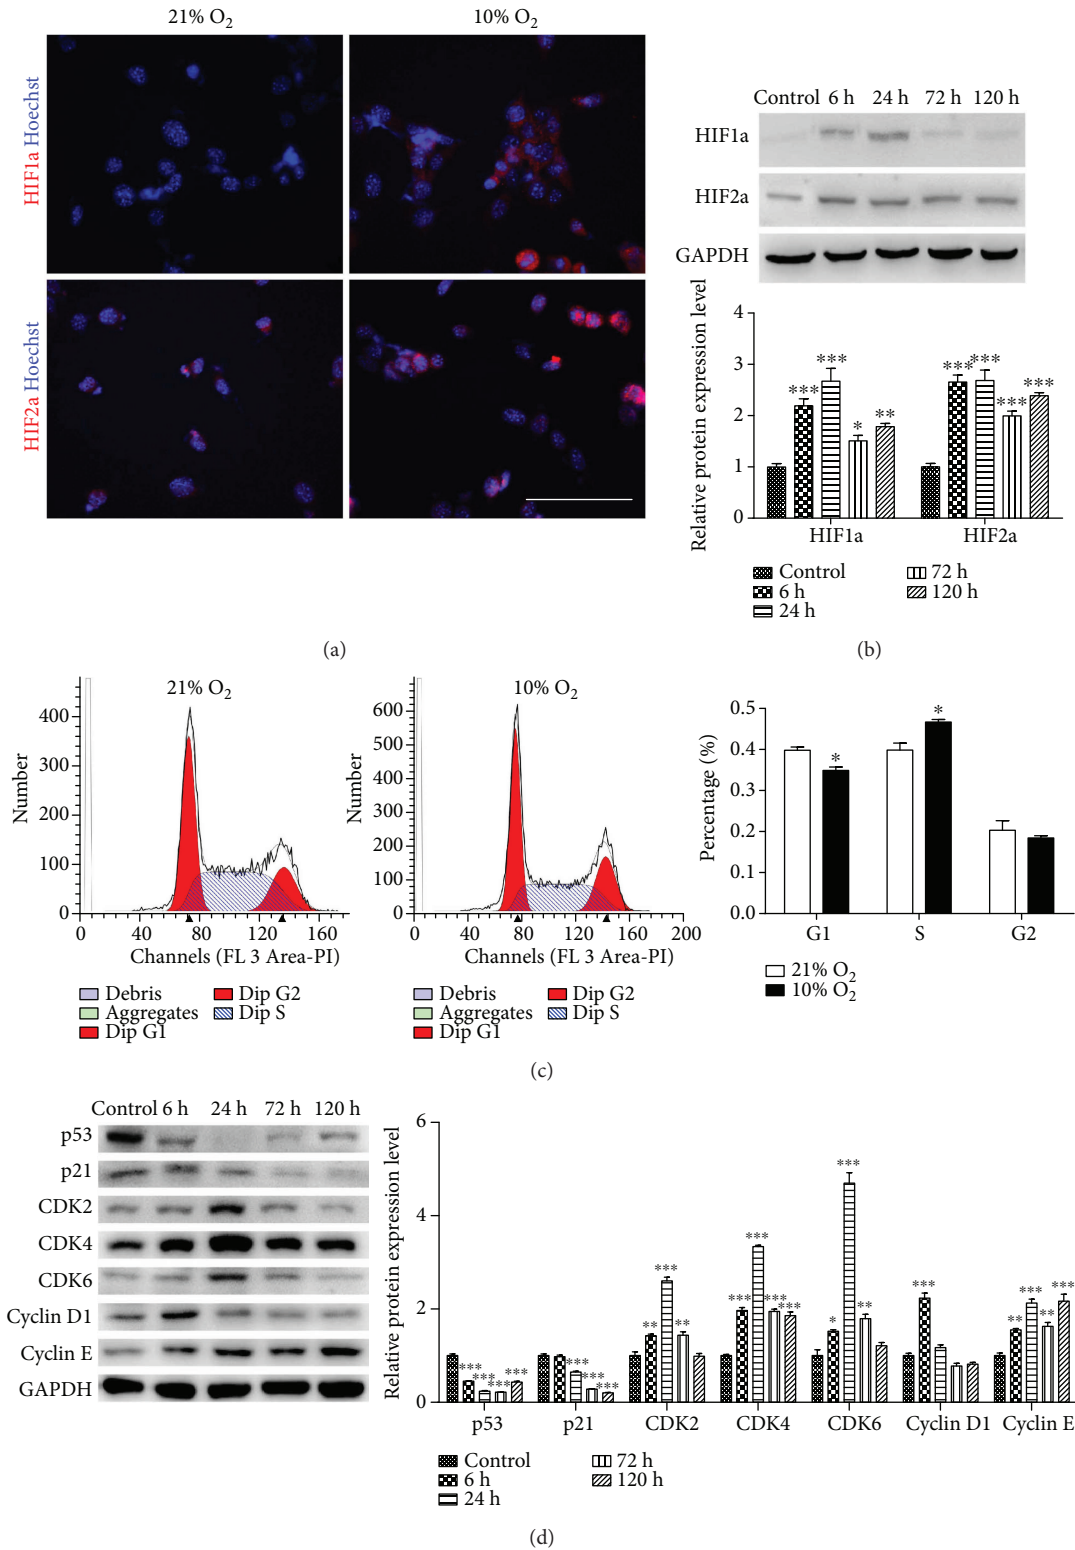 21% O2
10% O2
HIF1a Hoechst
HIF2a Hoechst
(a)
Control 6 h 24 h 72 h 120 h
HIF1a
HIF2a
GAPDH
Relative protein expression level
4
3
2
1
0
*** *** * **
*** *** *** ***
HIF1a HIF2a
Control 72 h
6 h 120 h
24 h
(b)
21% O2
Number
400
300
200
100
0
0 40 80 120 160
Channels (FL 3 Area-PI)
Debris Dip G2
Aggregates Dip S
Dip G1
10% O2
Number
600
500
400
300
200
100
0
0 40 80 120 160 200
Channels (FL 3 Area-PI)
Debris Dip G2
Aggregates Dip S
Dip G1
Percentage (%)
0.5
0.4
0.3
0.2
0.1
0.0
* *
G1 S G2
21% O2
10% O2
(c)
Control 6 h 24 h 72 h 120 h
p53
p21
CDK2
CDK4
CDK6
Cyclin D1
Cyclin E
GAPDH
Relative protein expression level
6
4
2
0
*** *** *** ***
*** *** ***
** *** **
*** *** *** ***
* *** **
***
** *** ** ***
p53 p21 CDK2 CDK4 CDK6 Cyclin D1 Cyclin E
Control 72 h
6 h 120 h
24 h
(d)